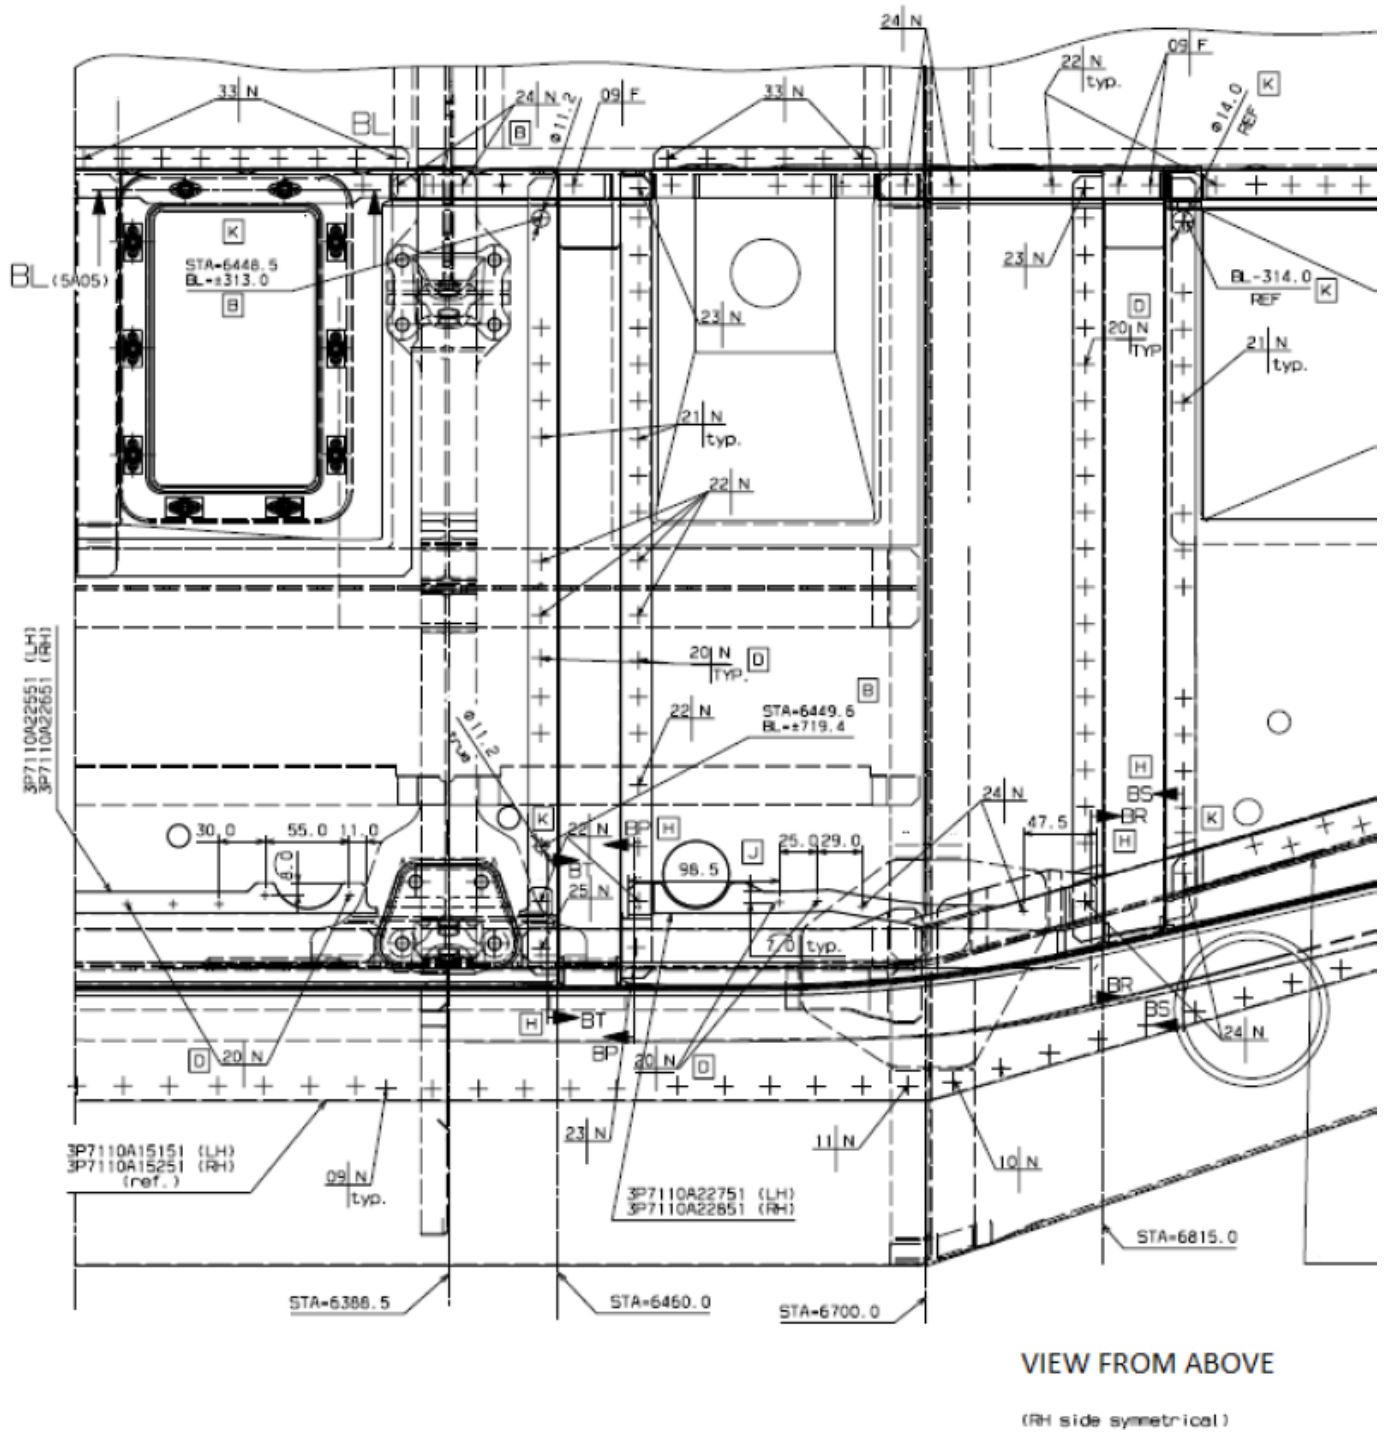 24 N
22 N
typ.
09 F
33 N
BL
24 N
B
ø11.2
09 F
33 N
ø14.0
REF
K
K
STA=6448.5
BL=±313.0
B
BL (5A05)
23 N
23 N
BL-314.0
REF
K
D
20 N
TYP
21 N
typ.
21 N
typ.
22 N
20 N
TYP.
D
B
3P7110A22551 (LH)
3P7110A22651 (RH)
ø11.2
true
22 N
STA=6449.6
BL=±719.4
H
BS
24 N
BR
K
30.0
55.0
11.0
8.0
K
22 N
BP
H
BT
25 N
98.5
J
25.0
29.0
47.5
H
7.0 typ.
BR
BS
H
BT
BP
D
20 N
20 N
D
24 N
3P7110A15151 (LH)
3P7110A15251 (RH)
(ref.)
09 N
typ.
23 N
11 N
10 N
3P7110A22751 (LH)
3P7110A22851 (RH)
STA=6815.0
STA=6388.5
STA=6460.0
STA=6700.0
VIEW FROM ABOVE
(RH side symmetrical)